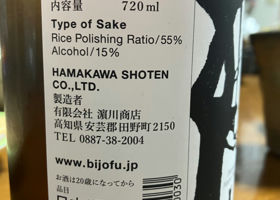 内容量 720㎖
Type of Sake
Rice Polishing Ratio/55%
Alcohol/15%
HAMAKAWA SHOTEN
CO.,LTD.
製造者
有限会社 濵川商店
高知県安芸郡田野町2150
TEL 0887-38-2004
www.bijofu.jp
お酒は20歳になってから
品目
0030